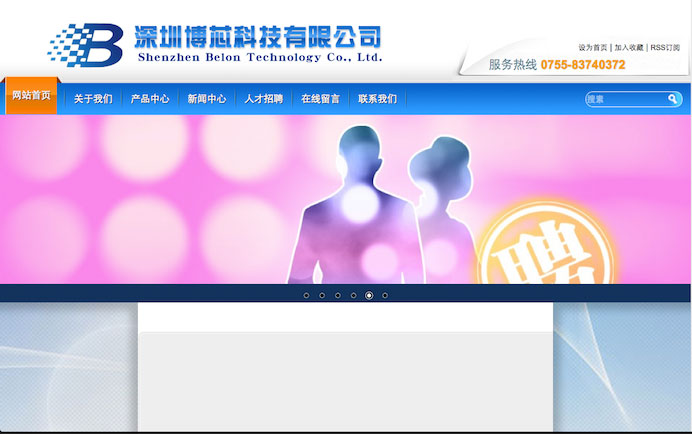 深圳博芯科技有限公司
Shenzhen Belon Technology Co., Ltd.
设为首页 | 加入收藏 | RSS订阅
服务热线 0755-83740372
网站首页 关于我们 产品中心 新闻中心 人才招聘 在线留言 联系我们 搜索
聘